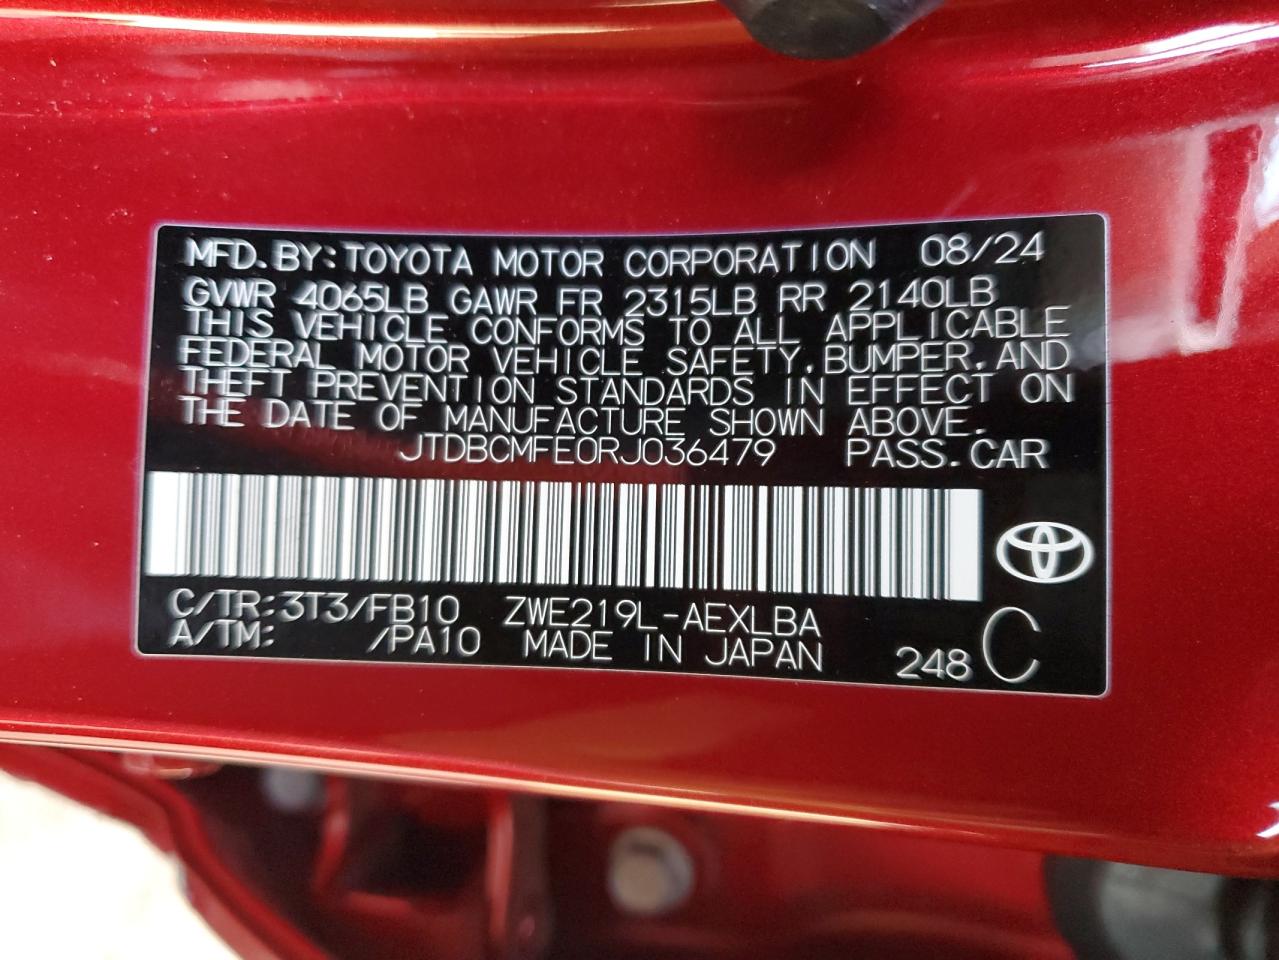 MFD.BY:TOYOTA MOTOR CORPORATION 08/24
GVWR 4065LB GAWR FR 2315LB RR 2140LB
THIS VEHICLE CONFORMS TO ALL APPLICABLE
FEDERAL MOTOR VEHICLE SAFETY,BUMPER,AND
THEFT PREVENTION STANDARDS IN EFFECT ON
THE DATE OF MANUFACTURE SHOWN ABOVE.
JTDBCMFE0RJ036479 PASS.CAR
C/TR:3T3/FB10 ZWE219L-AEXLBA
A/TM: /PA10 MADE IN JAPAN 248 C